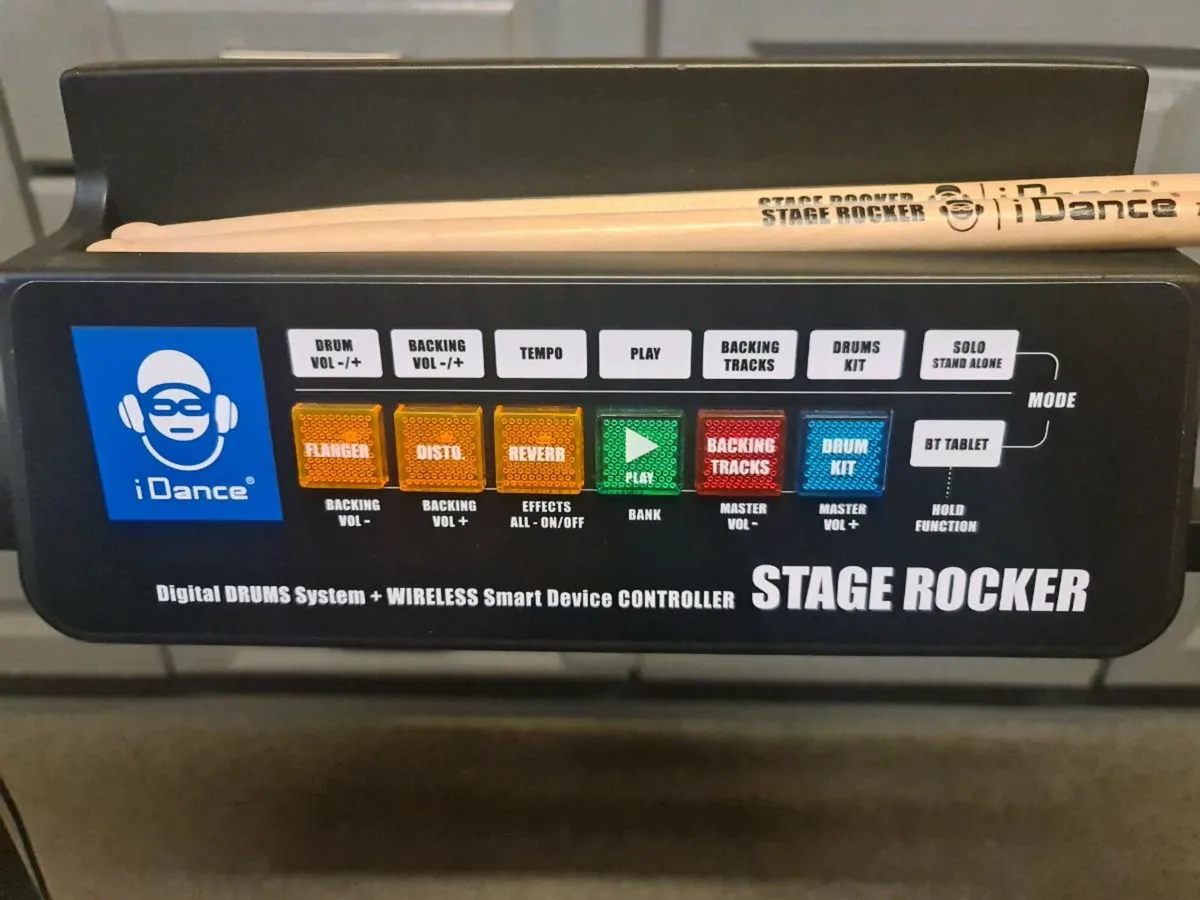 STAGE ROCKER iDance
STAGE ROCKER iDance
DRUM
VOL -/+
BACKING
VOL -/+
TEMPO
PLAY
BACKING
TRACKS
DRUMS
KIT
SOLO
STAND ALONE
MODE
FLANGER
DISTO.
REVERB
PLAY
BACKING
TRACKS
DRUM
KIT
BT TABLET
iDance®
BACKING
VOL -
BACKING
VOL +
EFFECTS
ALL - ON/OFF
BANK
MASTER
VOL -
MASTER
VOL +
HOLD
FUNCTION
Digital DRUMS System + WIRELESS Smart Device CONTROLLER STAGE ROCKER